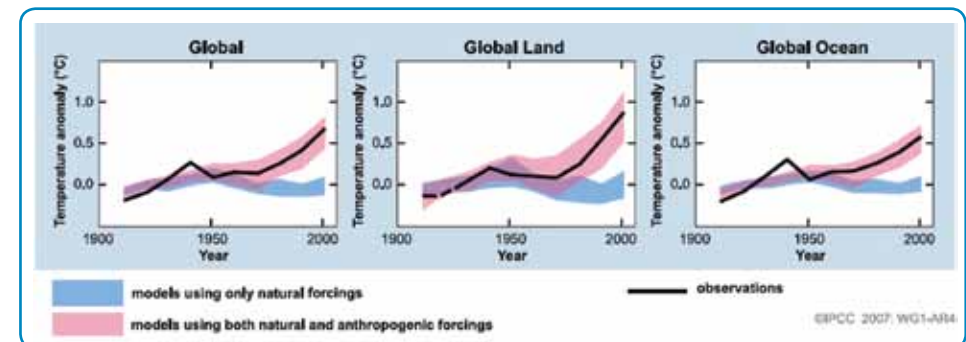 Global
Global Land
Global Ocean
Temperature anomaly (°C)
1.0
0.5
0.0
1900
1950
2000
Year
Temperature anomaly (°C)
1.0
0.5
0.0
1900
1950
2000
Year
Temperature anomaly (°C)
1.0
0.5
0.0
1900
1950
2000
Year
models using only natural forcings
observations
models using both natural and anthropogenic forcings
©IPCC 2007: WG1-AR4